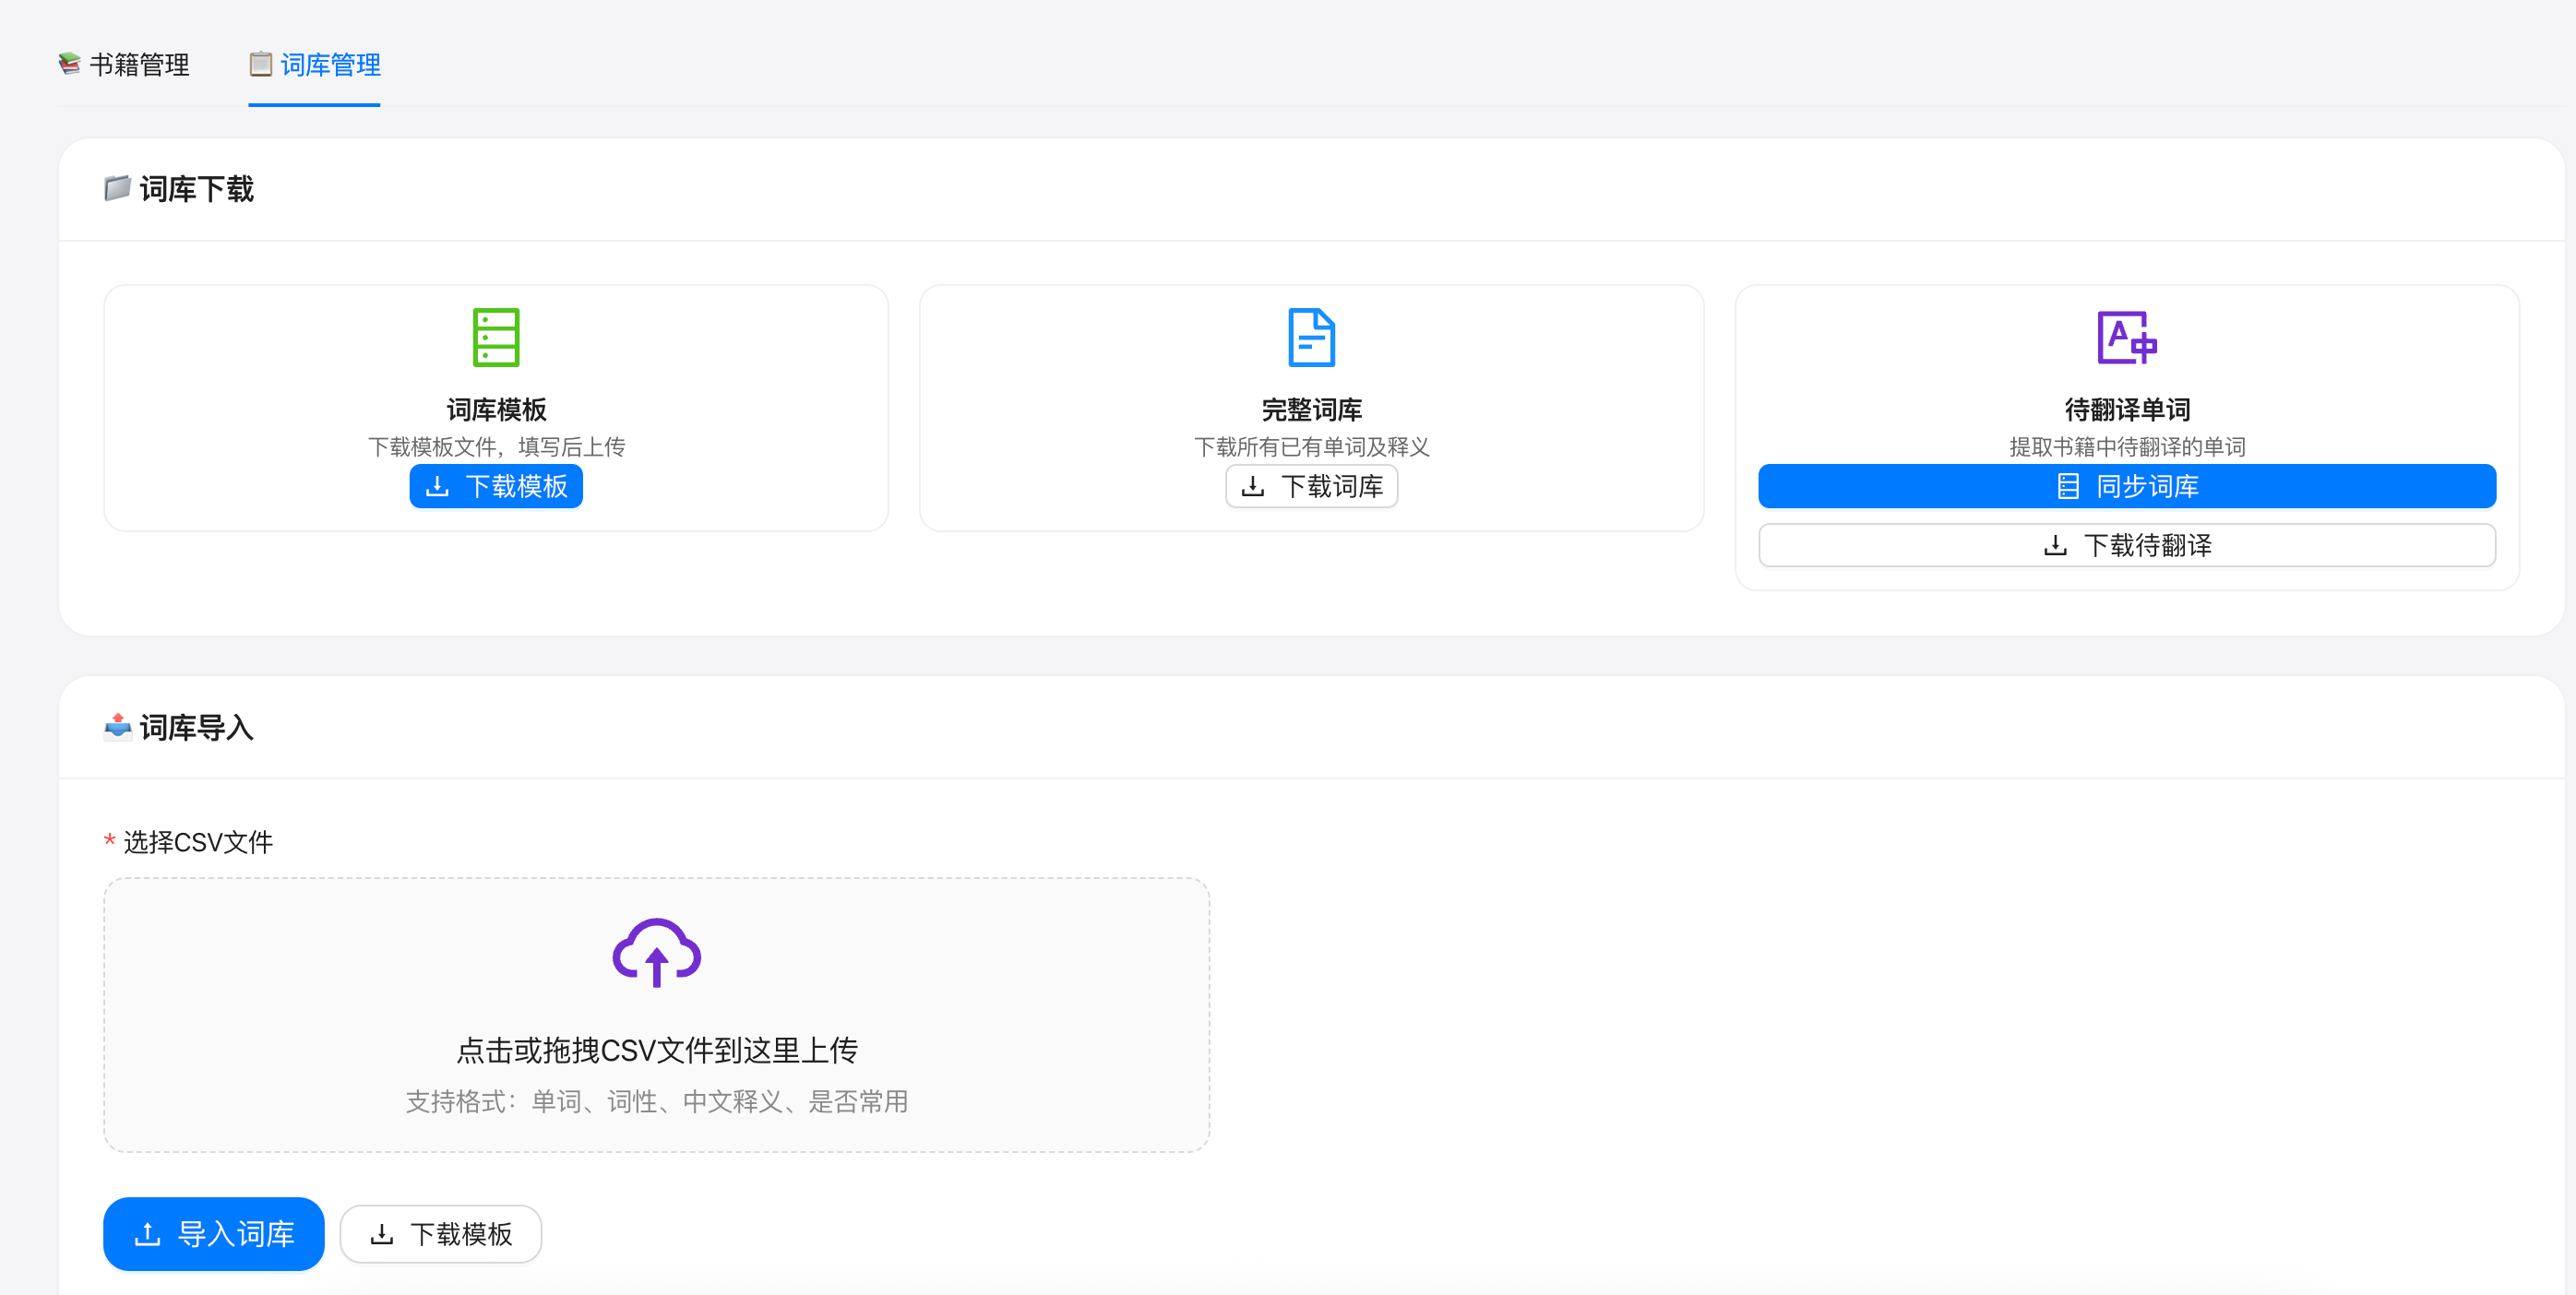 书籍管理 词库管理
词库下载
词库模板
下载模板文件，填写后上传
下载模板
完整词库
下载所有已有单词及释义
下载词库
A中
待翻译单词
提取书籍中待翻译的单词
同步词库
下载待翻译
词库导入
* 选择CSV文件
点击或拖拽CSV文件到这里上传
支持格式：单词、词性、中文释义、是否常用
导入词库 下载模板